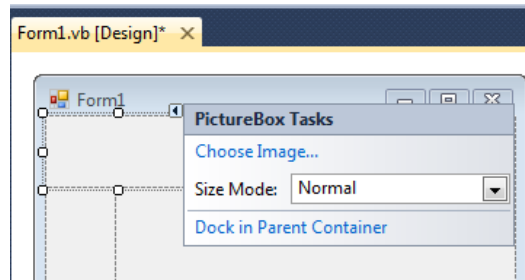 Form1.vb [Design]*
Form1
PictureBox Tasks
Choose Image...
Size Mode: Normal
Dock in Parent Container